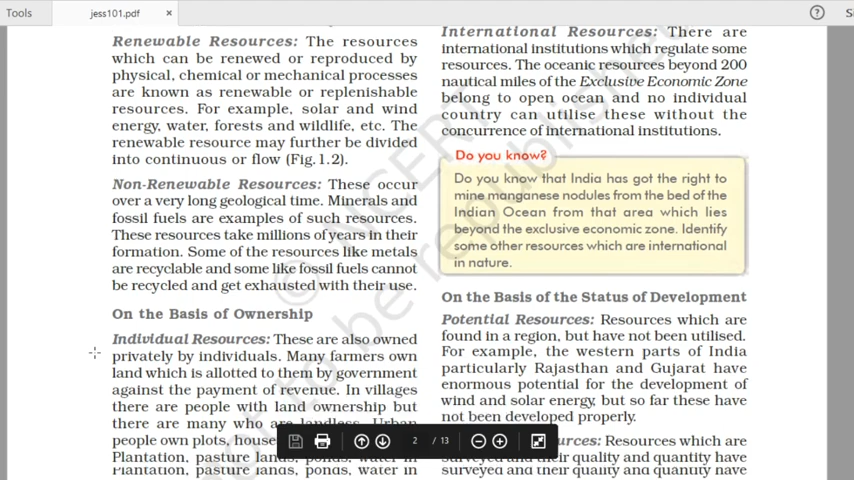 Tools
jess101.pdf
×
?
Renewable Resources: The resources
which can be renewed or reproduced by
physical, chemical or mechanical processes
are known as renewable or replenishable
resources. For example, solar and wind
energy, water, forests and wildlife, etc. The
renewable resource may further be divided
into continuous or flow (Fig.1.2).
Non-Renewable Resources: These occur
over a very long geological time. Minerals and
fossil fuels are examples of such resources.
These resources take millions of years in their
formation. Some of the resources like metals
are recyclable and some like fossil fuels cannot
be recycled and get exhausted with their use.
On the Basis of Ownership
Individual Resources: These are also owned
privately by individuals. Many farmers own
land which is allotted to them by government
against the payment of revenue. In villages
there are people with land ownership but
there are many who are landless. Urban
people own plots, house
Plantation, pasture lands, ponds, water in
Plantation, pasture lands, ponds, water in
International Resources: There are
international institutions which regulate some
resources. The oceanic resources beyond 200
nautical miles of the Exclusive Economic Zone
belong to open ocean and no individual
country can utilise these without the
concurrence of international institutions.
Do you know?
Do you know that India has got the right to
mine manganese nodules from the bed of the
Indian Ocean from that area which lies
beyond the exclusive economic zone. Identify
some other resources which are international
in nature.
On the Basis of the Status of Development
Potential Resources: Resources which are
found in a region, but have not been utilised.
For example, the western parts of India
particularly Rajasthan and Gujarat have
enormous potential for the development of
wind and solar energy, but so far these have
not been developed properly.
ources: Resources which are
surveyed and their quality and quantity have
surveyed and their quality and quantity have
2 / 13
© NCERT
not to be republished